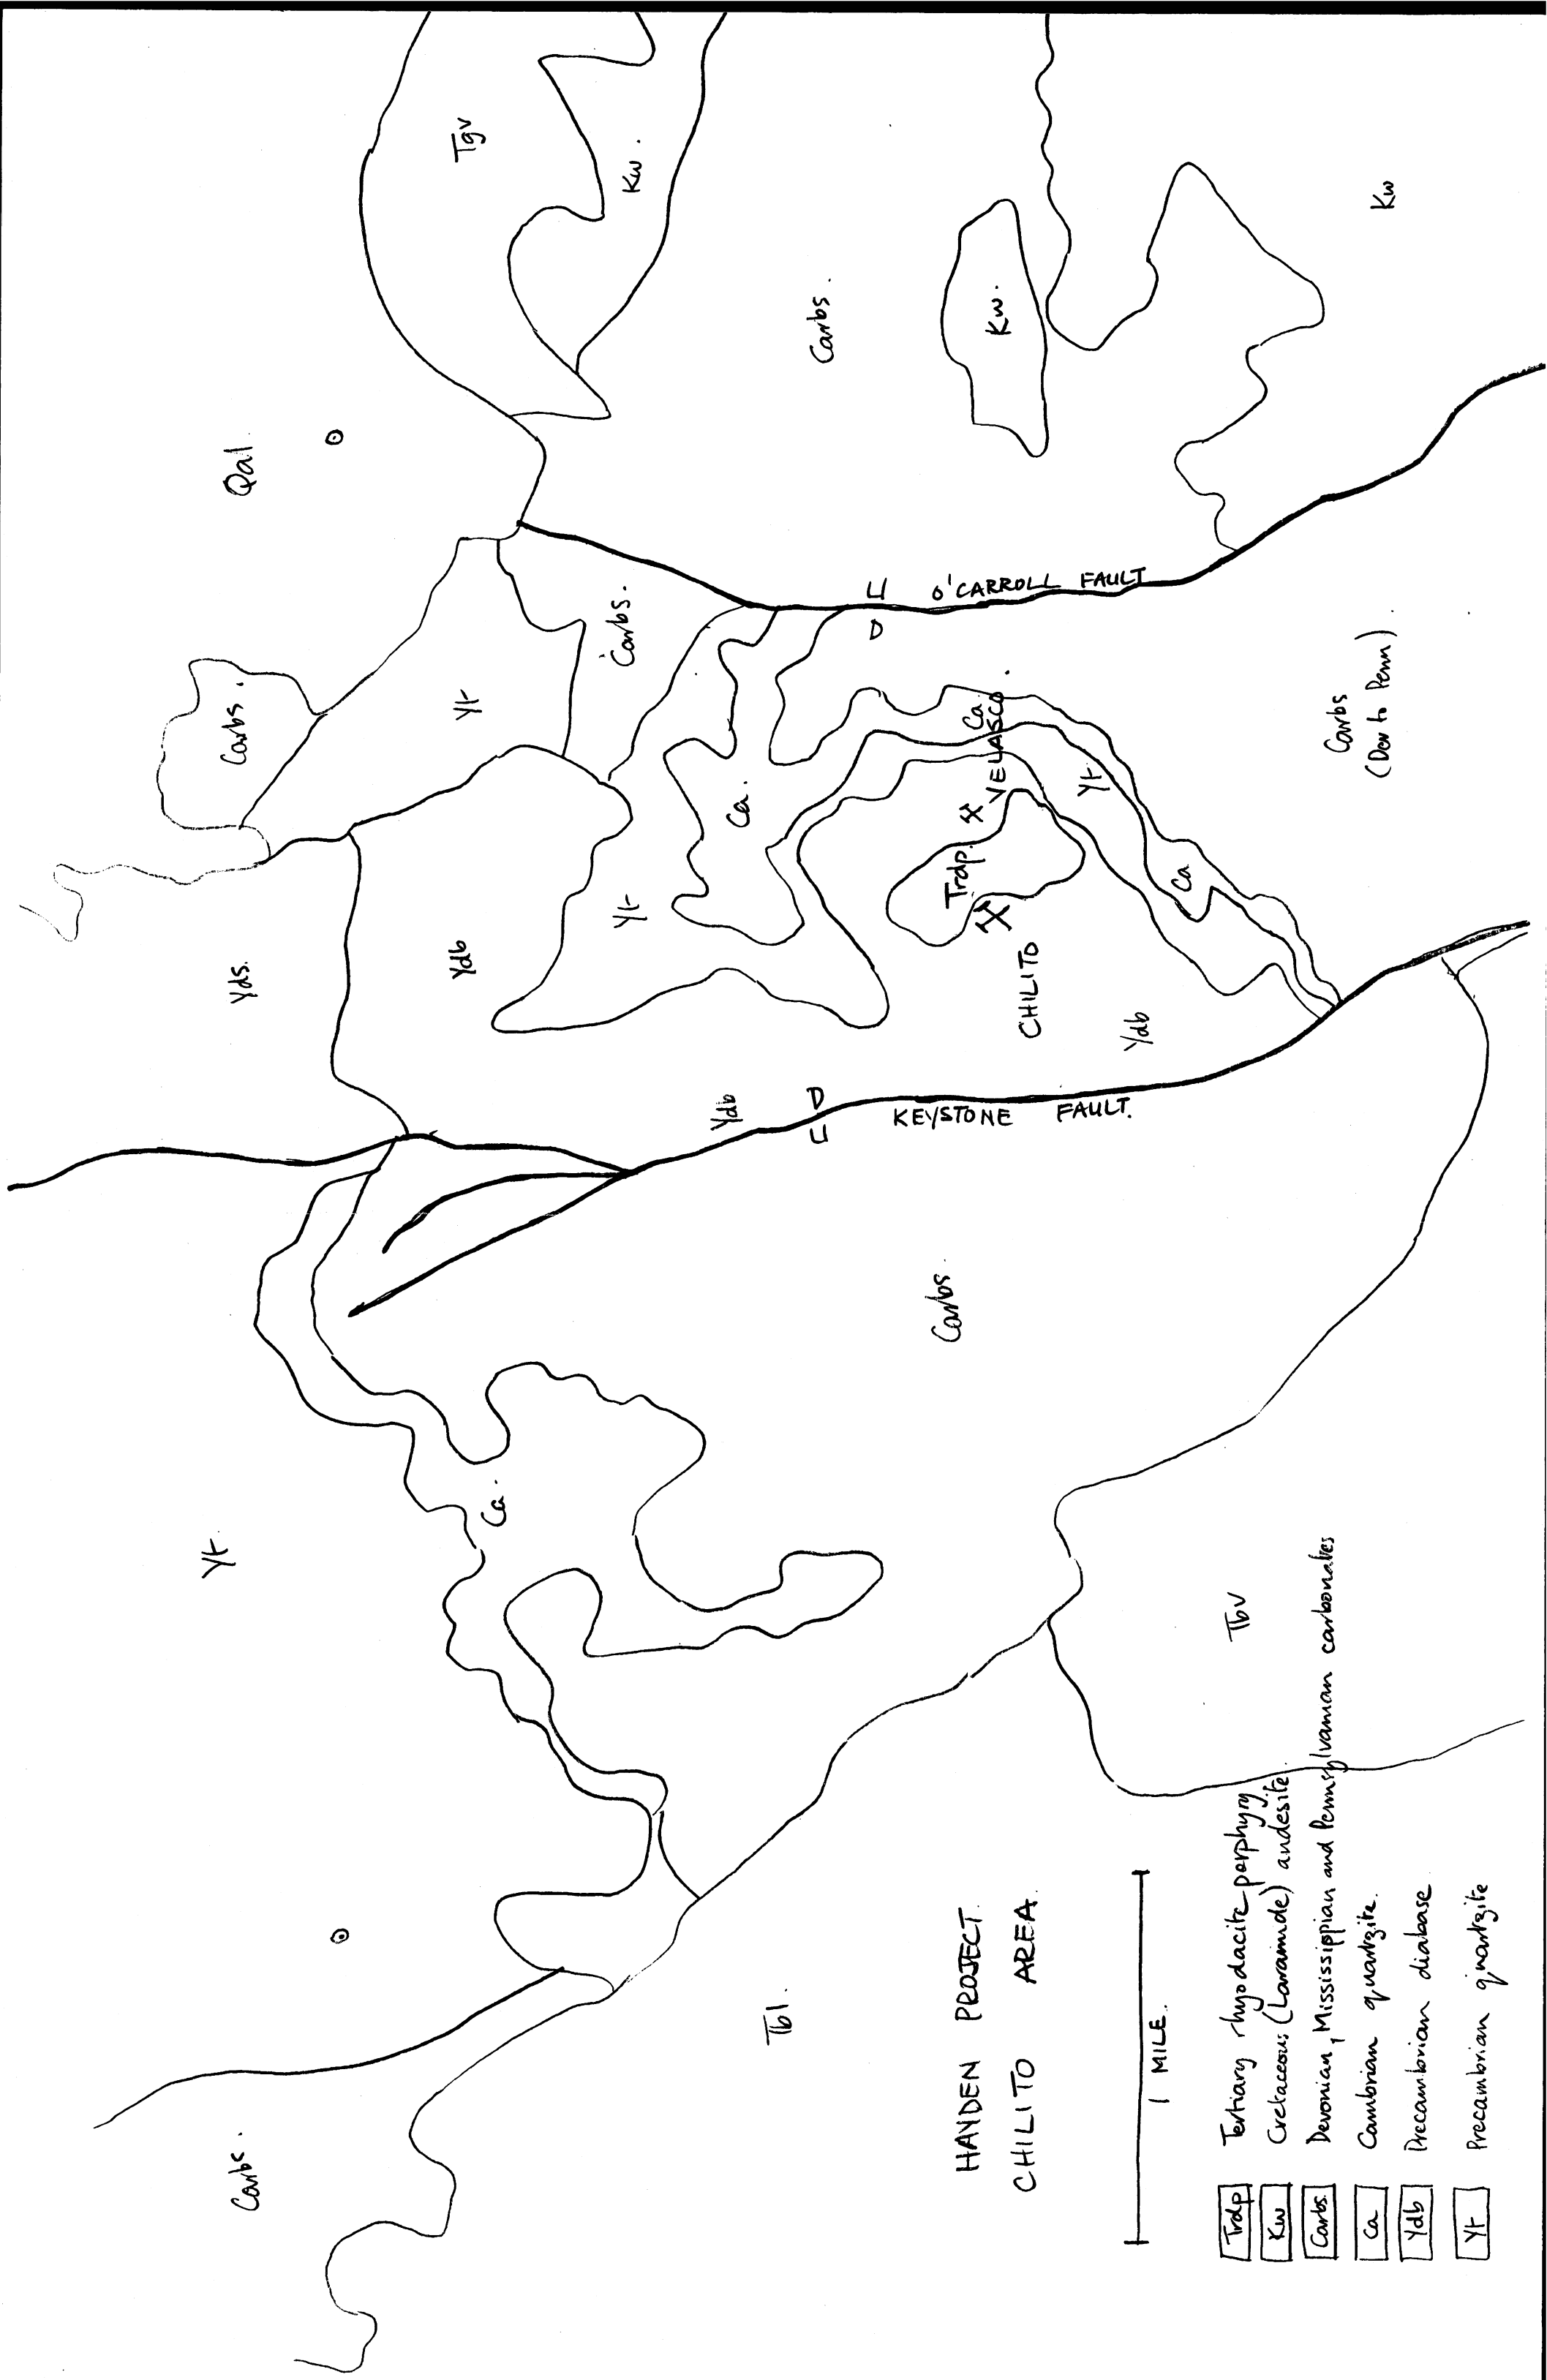 Carbs.
Yt
Yds.
Carbs.
Qal
Ca.
Ydb
Yt
Tgv
Yt
Carbs.
Kw.
Ydb
Ca.
Tbl.
U D
Carbs.
D U
KEYSTONE FAULT.
O'CARROLL FAULT
Carbs.
Trdp.
Ca.
VELASCO.
Kw.
CHILITO
Yt
Ydb
Ca
Tbv
Carbs
(Dev to Penn)
Kw
HAYDEN PROJECT.
CHILITO AREA.
1 MILE.
Trdp Tertiary rhyodacite porphyry
Kw Cretaceous (Laramide) andesite.
Carbs. Devonian, Mississippian and Pennsylvanian carbonates
Ca Cambrian quartzite.
Ydb Precambrian diabase
Yt Precambrian quartzite